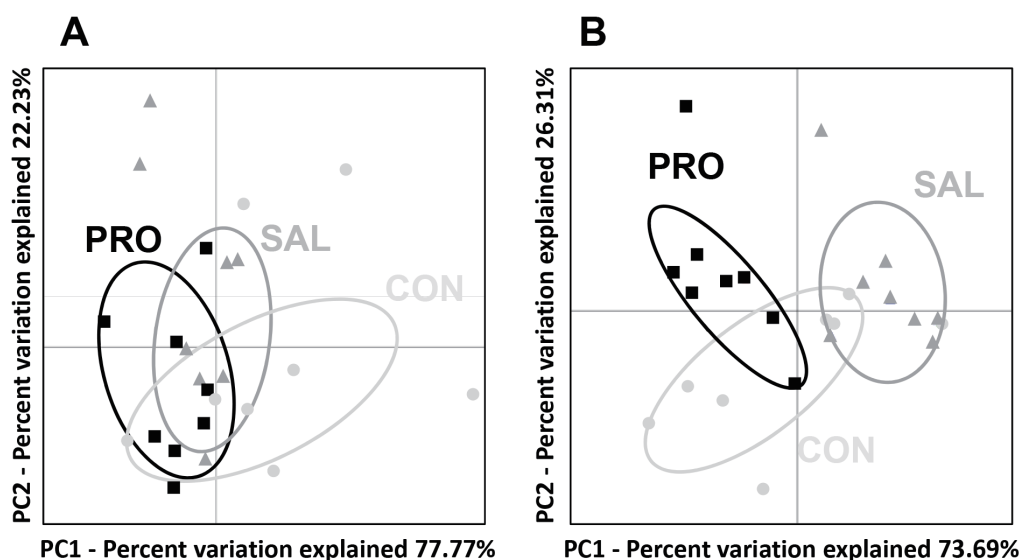 A
B
PC2 - Percent variation explained 22.23%
PRO
SAL
CON
PC1 - Percent variation explained 77.77%
PC2 - Percent variation explained 26.31%
PRO
SAL
CON
PC1 - Percent variation explained 73.69%